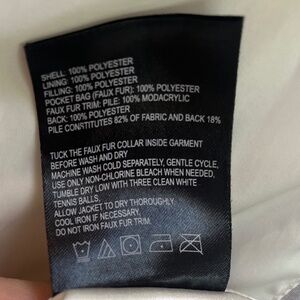 SHELL: 100% POLYESTER
LINING: 100% POLYESTER
FILLING: 100% POLYESTER
POCKET BAG (FAUX FUR): 100% POLYESTER
FAUX FUR TRIM: PILE: 100% MODACRYLIC
BACK: 100% POLYESTER
PILE CONSTITUTES 82% OF FABRIC AND BACK 18%
TUCK THE FAUX FUR COLLAR INSIDE GARMENT
BEFORE WASH AND DRY
MACHINE WASH COLD SEPARATELY, GENTLE CYCLE,
USE ONLY NON-CHLORINE BLEACH WHEN NEEDED,
TUMBLE DRY LOW WITH THREE CLEAN WHITE
TENNIS BALLS,
ALLOW JACKET TO DRY THOROUGHLY.
COOL IRON IF NECESSARY.
DO NOT IRON FAUX FUR TRIM.